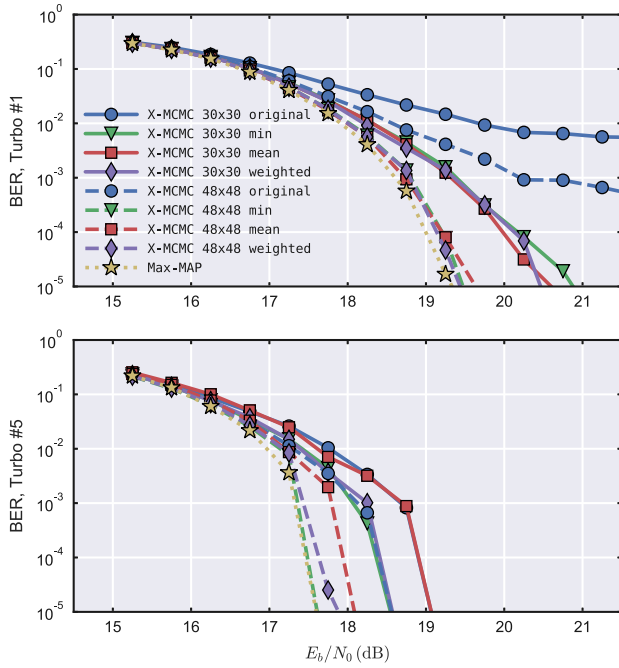 10^0
10^-1
10^-2
10^-3
10^-4
10^-5
BER, Turbo #1
X-MCMC 30x30 original
X-MCMC 30x30 min
X-MCMC 30x30 mean
X-MCMC 30x30 weighted
X-MCMC 48x48 original
X-MCMC 48x48 min
X-MCMC 48x48 mean
X-MCMC 48x48 weighted
Max-MAP
15 16 17 18 19 20 21
10^0
10^-1
10^-2
10^-3
10^-4
10^-5
BER, Turbo #5
15 16 17 18 19 20 21
E_b/N_0 (dB)